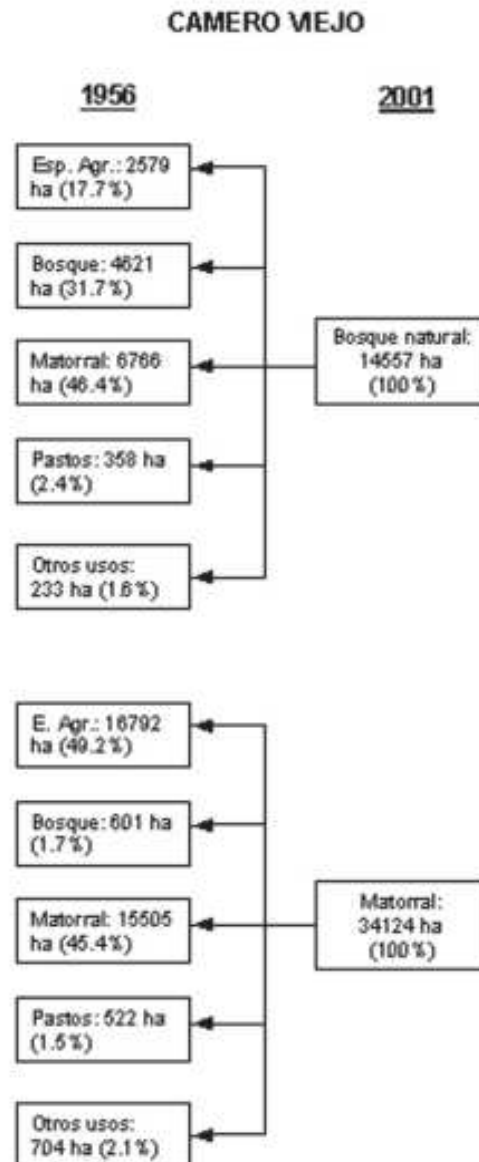 CAMERO VIEJO
1956
2001
Esp. Agr.: 2579
ha (17.7%)
Bosque: 4621
ha (31.7%)
Matorral: 6766
ha (46.4%)
Pastos: 358 ha
(2.4%)
Otros usos:
233 ha (1.6%)
Bosque natural:
14557 ha
(100%)
E. Agr.: 16792
ha (49.2%)
Bosque: 601 ha
(1.7%)
Matorral: 15505
ha (45.4%)
Pastos: 522 ha
(1.5%)
Otros usos:
704 ha (2.1%)
Matorral:
34124 ha
(100%)